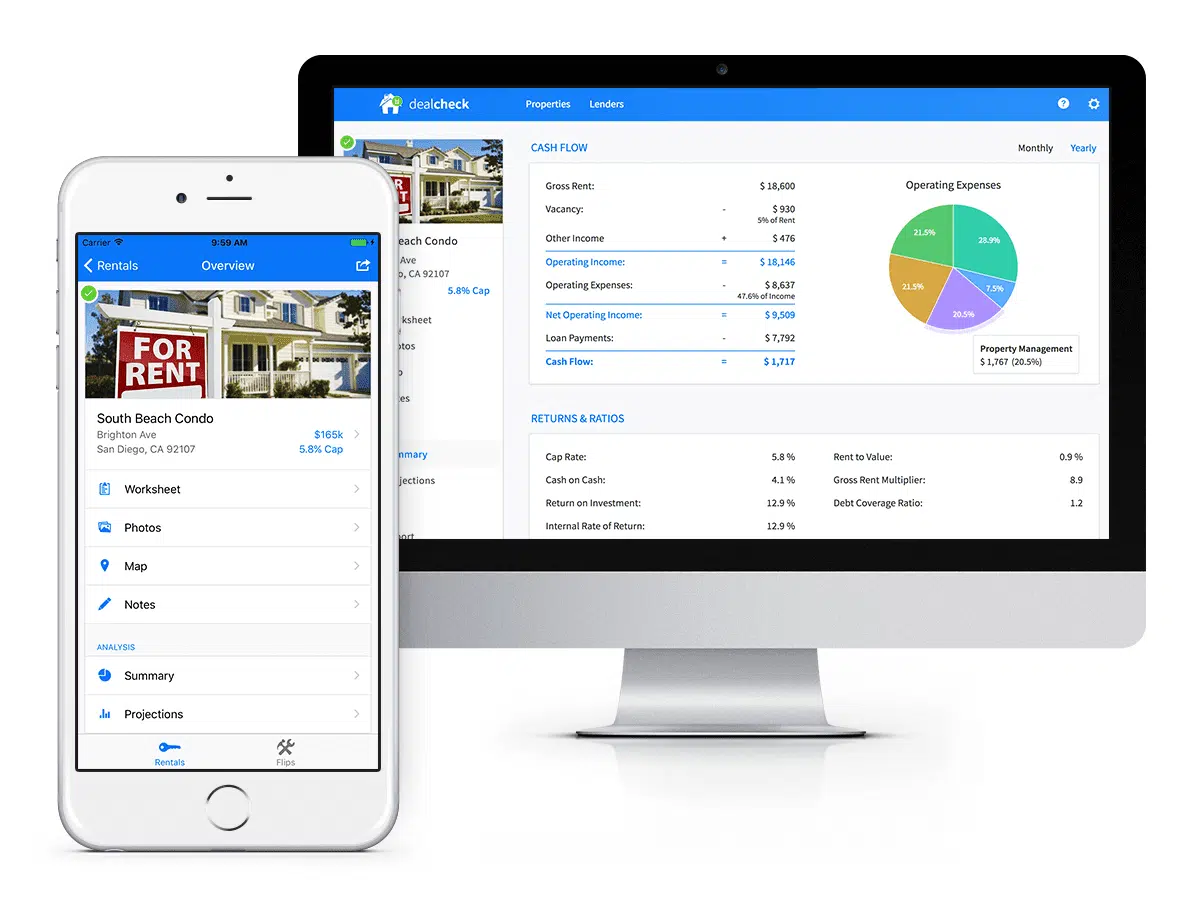 dealcheck
Properties Lenders
CASH FLOW
Monthly Yearly
Gross Rent: $ 18,600
Vacancy: - $ 930
5% of Rent
Other Income + $ 476
Operating Income: = $ 18,146
Operating Expenses: - $ 8,637
47.6% of Income
Net Operating Income: = $ 9,509
Loan Payments: - $ 7,792
Cash Flow: = $ 1,717
Operating Expenses
21.5%
28.9%
21.5%
7.5%
20.5%
Property Management
$ 1,767 (20.5%)
RETURNS & RATIOS
Cap Rate: 5.8 % Rent to Value: 0.9 %
Cash on Cash: 4.1 % Gross Rent Multiplier: 8.9
Return on Investment: 12.9 % Debt Coverage Ratio: 1.2
Internal Rate of Return: 12.9 %
each Condo
Ave
o, CA 92107
5.8% Cap
ksheet
otos
p
es
mmary
jections
port
Carrier 9:59 AM
Rentals Overview
FOR
RENT
South Beach Condo
Brighton Ave $165k
San Diego, CA 92107 5.8% Cap
Worksheet
Photos
Map
Notes
ANALYSIS
Summary
Projections
Rentals Flips